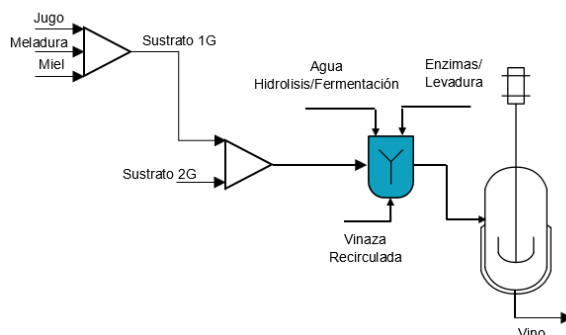 Jugo
Meladura
Miel
Sustrato 1G
Sustrato 2G
Agua
Hidrolisis/Fermentación
Enzimas/
Levadura
Vinaza
Recirculada
Vino